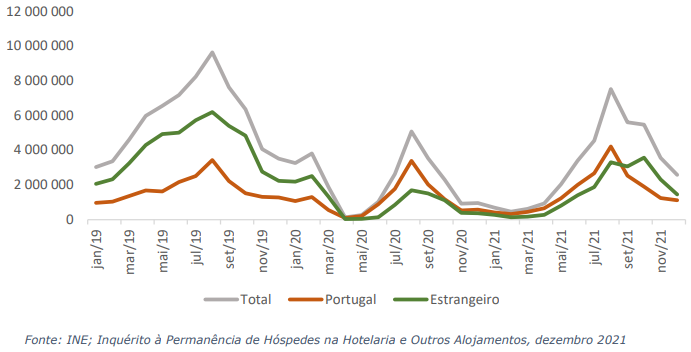 12 000 000
10 000 000
8 000 000
6 000 000
4 000 000
2 000 000
0
jan/19
mar/19
mai/19
jul/19
set/19
nov/19
jan/20
mar/20
mai/20
jul/20
set/20
nov/20
jan/21
mar/21
mai/21
jul/21
set/21
nov/21
Total Portugal Estrangeiro
Fonte: INE; Inquérito à Permanência de Hóspedes na Hotelaria e Outros Alojamentos, dezembro 2021